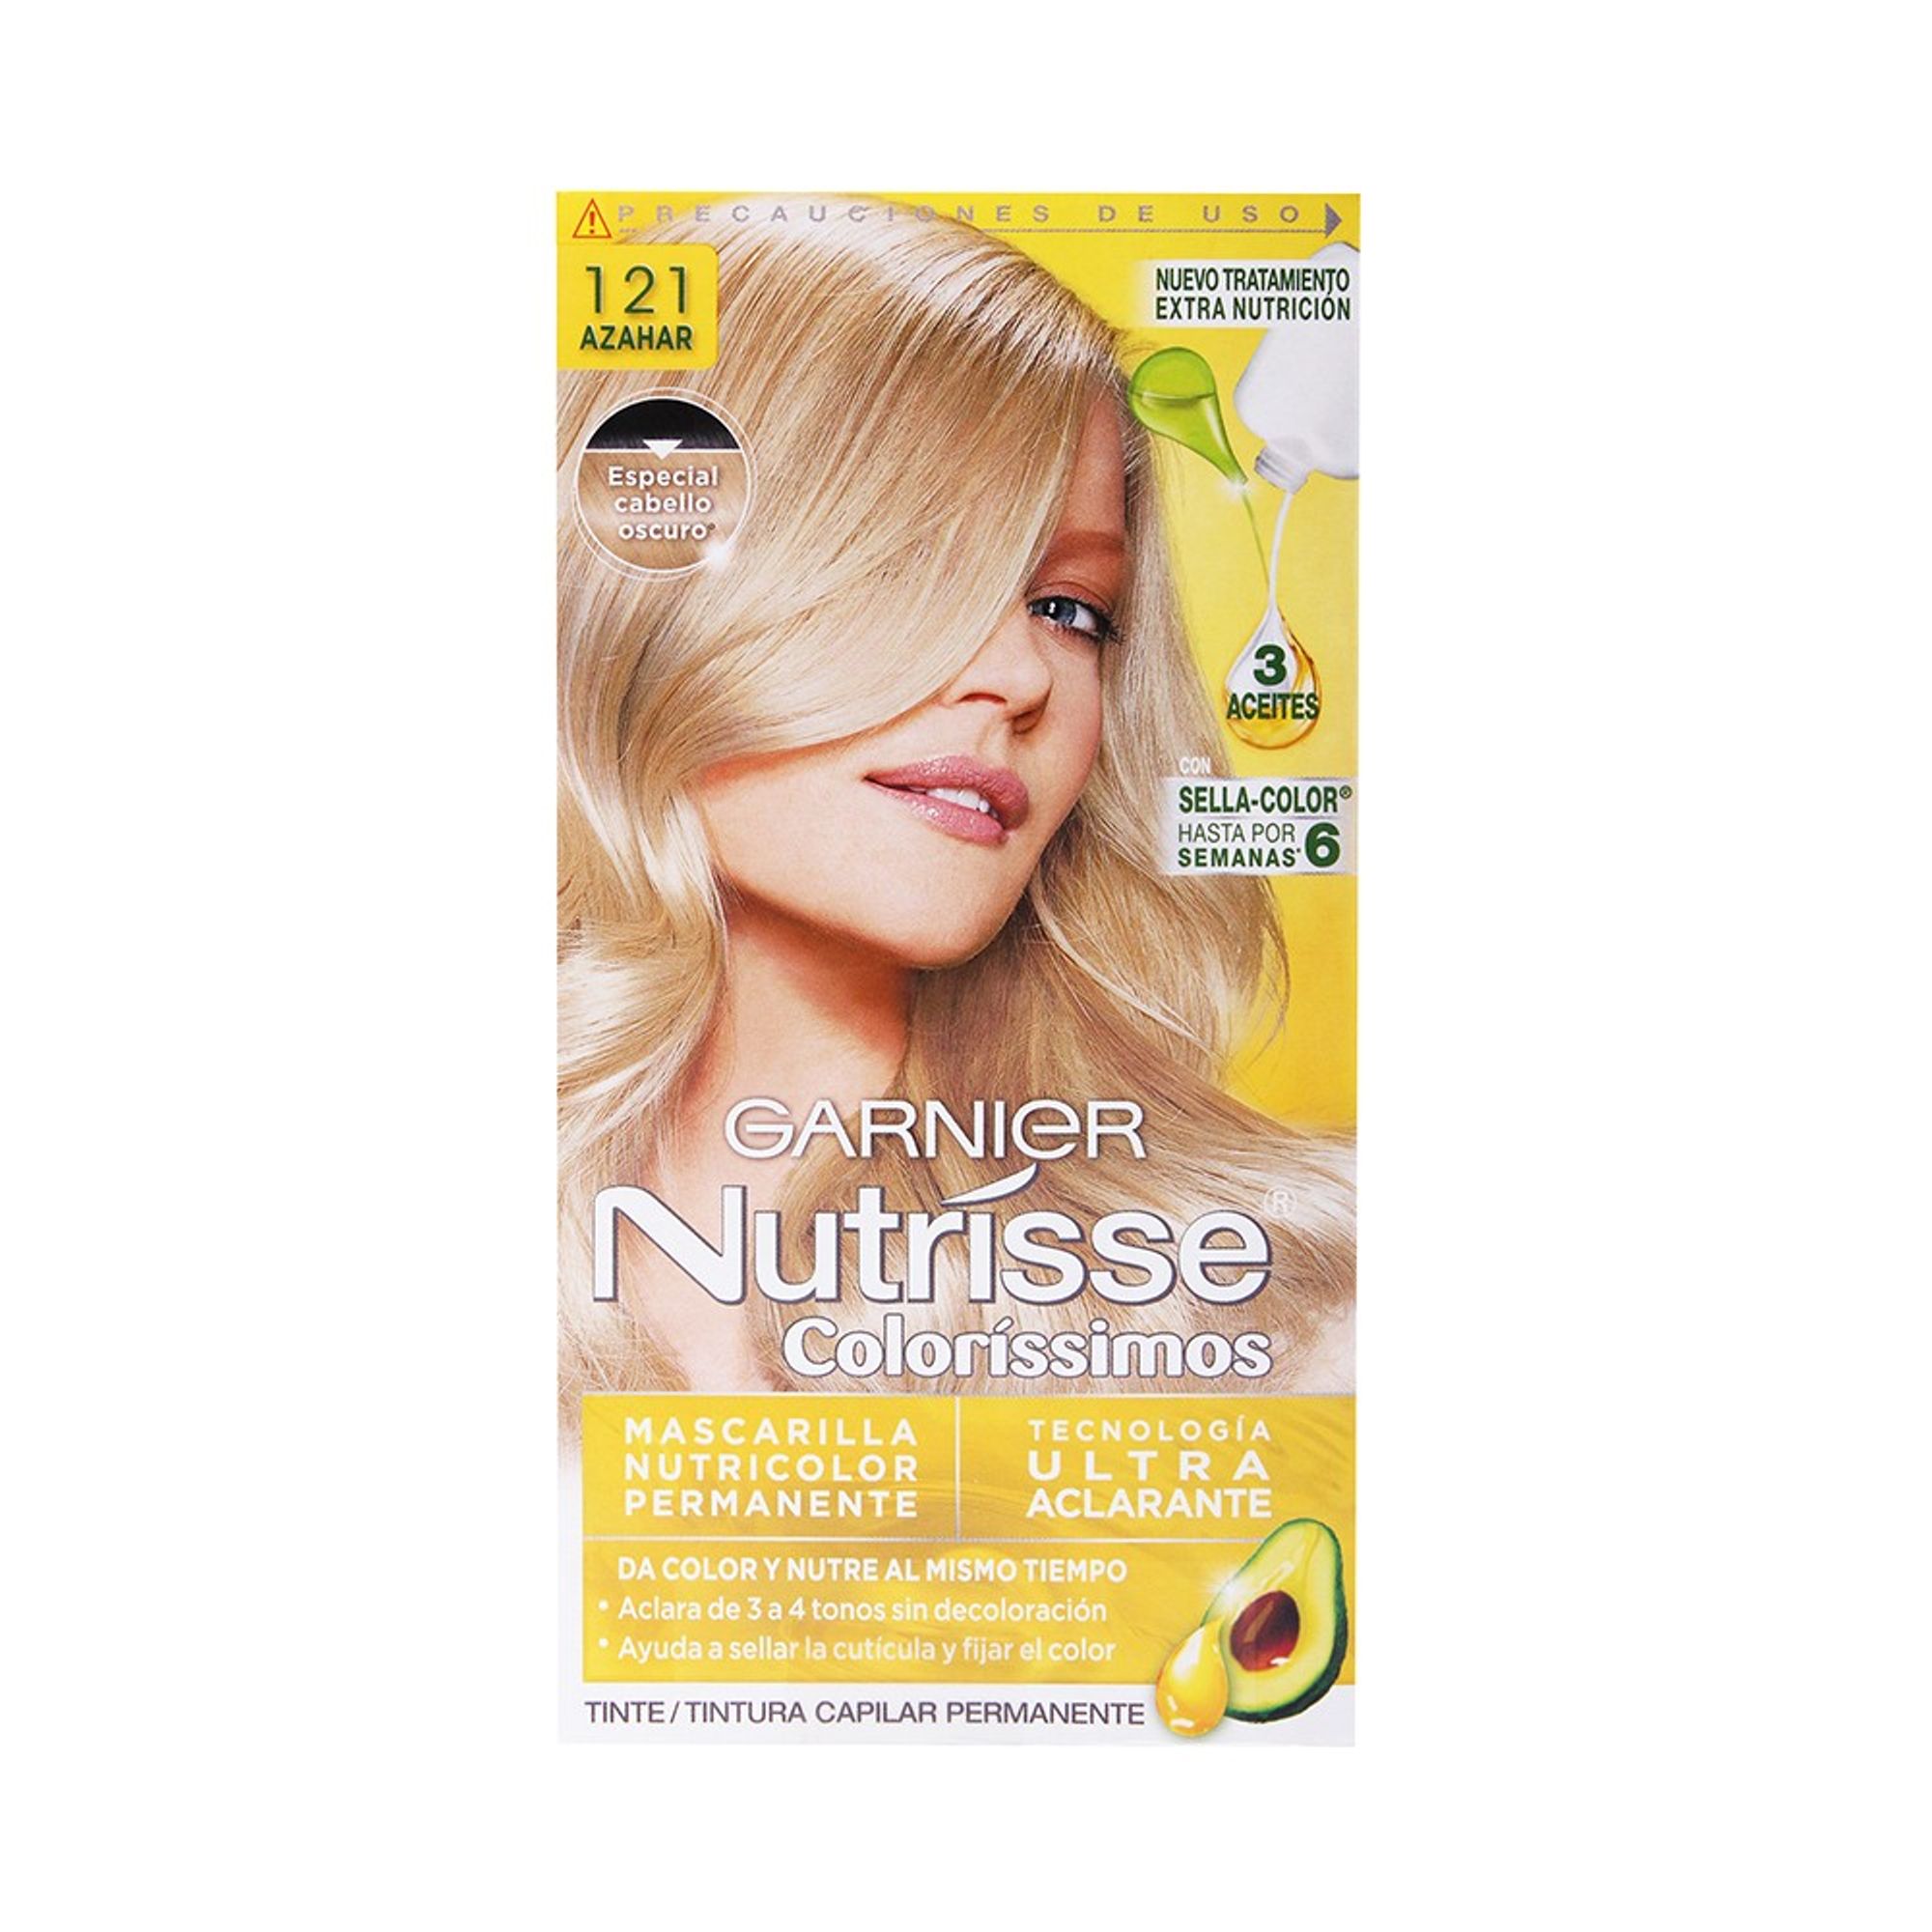 PRECAUCIONES DE USO
121
AZAHAR
NUEVO TRATAMIENTO
EXTRA NUTRICIÓN
Especial
cabello
oscuro
3
ACEITES
CON
SELLA-COLOR®
HASTA POR 6
SEMANAS*
GARNIER
Nutrisse®
Coloríssimos
MASCARILLA
NUTRICOLOR
PERMANENTE
TECNOLOGÍA
ULTRA
ACLARANTE
DA COLOR Y NUTRE AL MISMO TIEMPO
• Aclara de 3 a 4 tonos sin decoloración
• Ayuda a sellar la cutícula y fijar el color
TINTE / TINTURA CAPILAR PERMANENTE